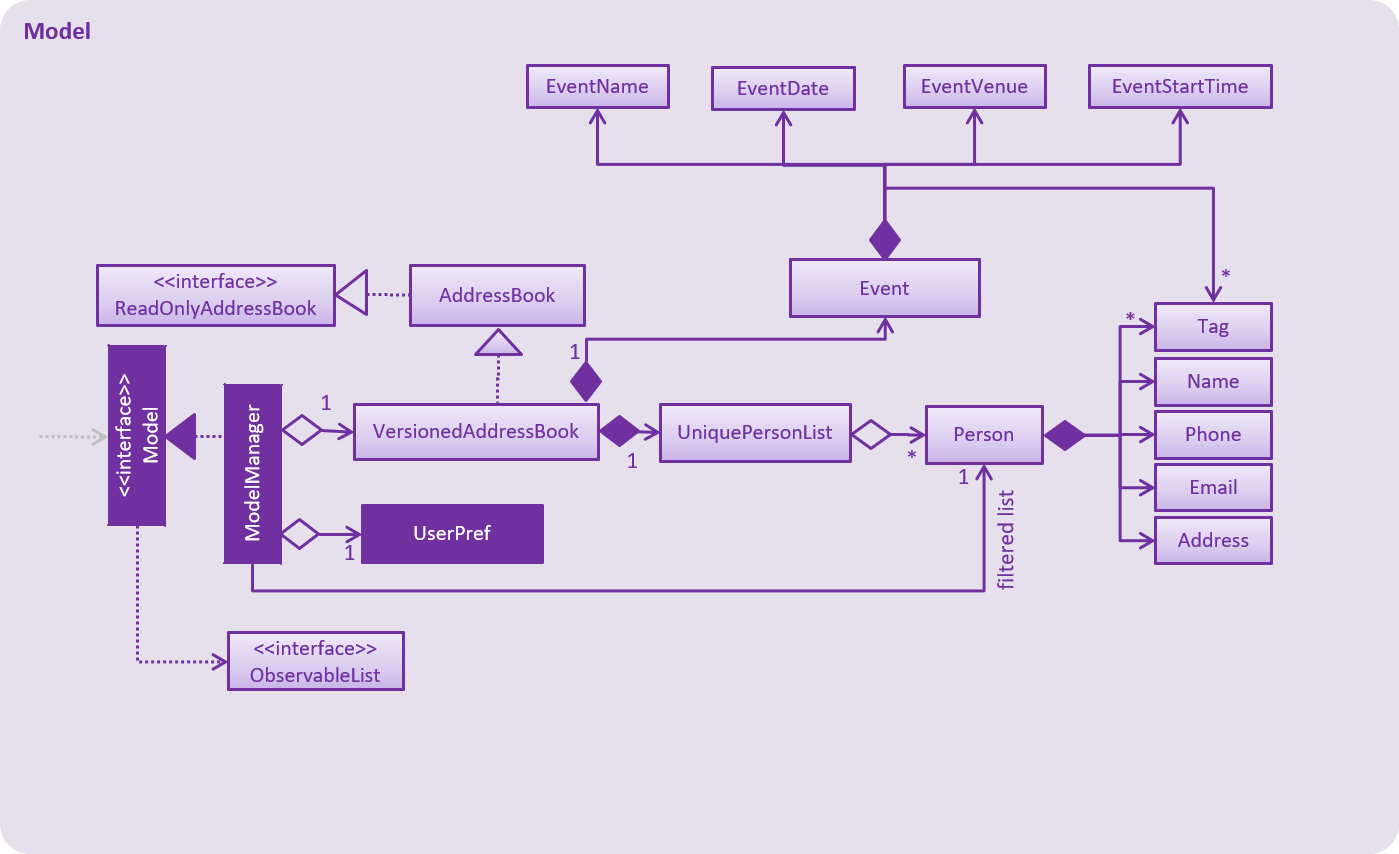 Model
EventName
EventDate
EventVenue
EventStartTime
*
<<interface>>
ReadOnlyAddressBook
AddressBook
Event
*
Tag
1
<<interface>>
Model
ModelManager
1
VersionedAddressBook
1
UniquePersonList
*
Person
1
Name
Phone
Email
Address
filtered list
UserPref
1
<<interface>>
ObservableList